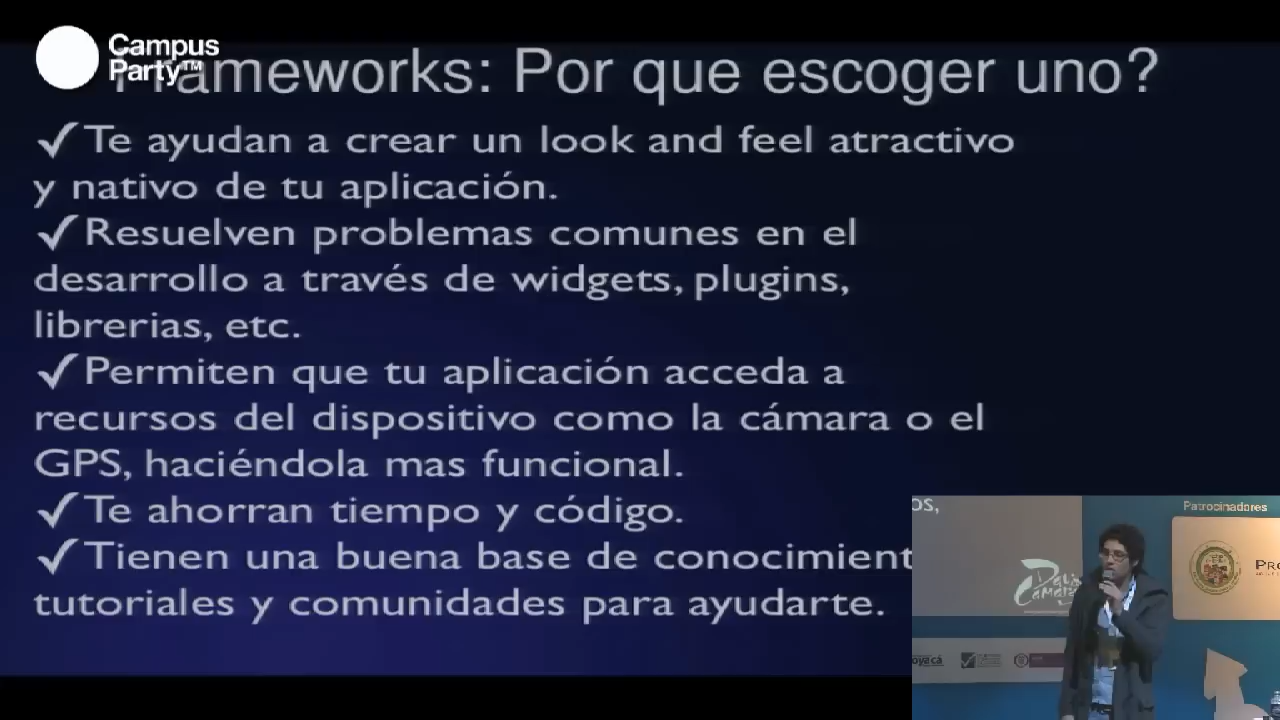 Campus
Party™
Frameworks: Por que escoger uno?
✓Te ayudan a crear un look and feel atractivo
y nativo de tu aplicación.
✓Resuelven problemas comunes en el
desarrollo a través de widgets, plugins,
librerias, etc.
✓Permiten que tu aplicación acceda a
recursos del dispositivo como la cámara o el
GPS, haciéndola mas funcional.
✓Te ahorran tiempo y código.
✓Tienen una buena base de conocimient
tutoriales y comunidades para ayudarte.
os,
Patrocinadores